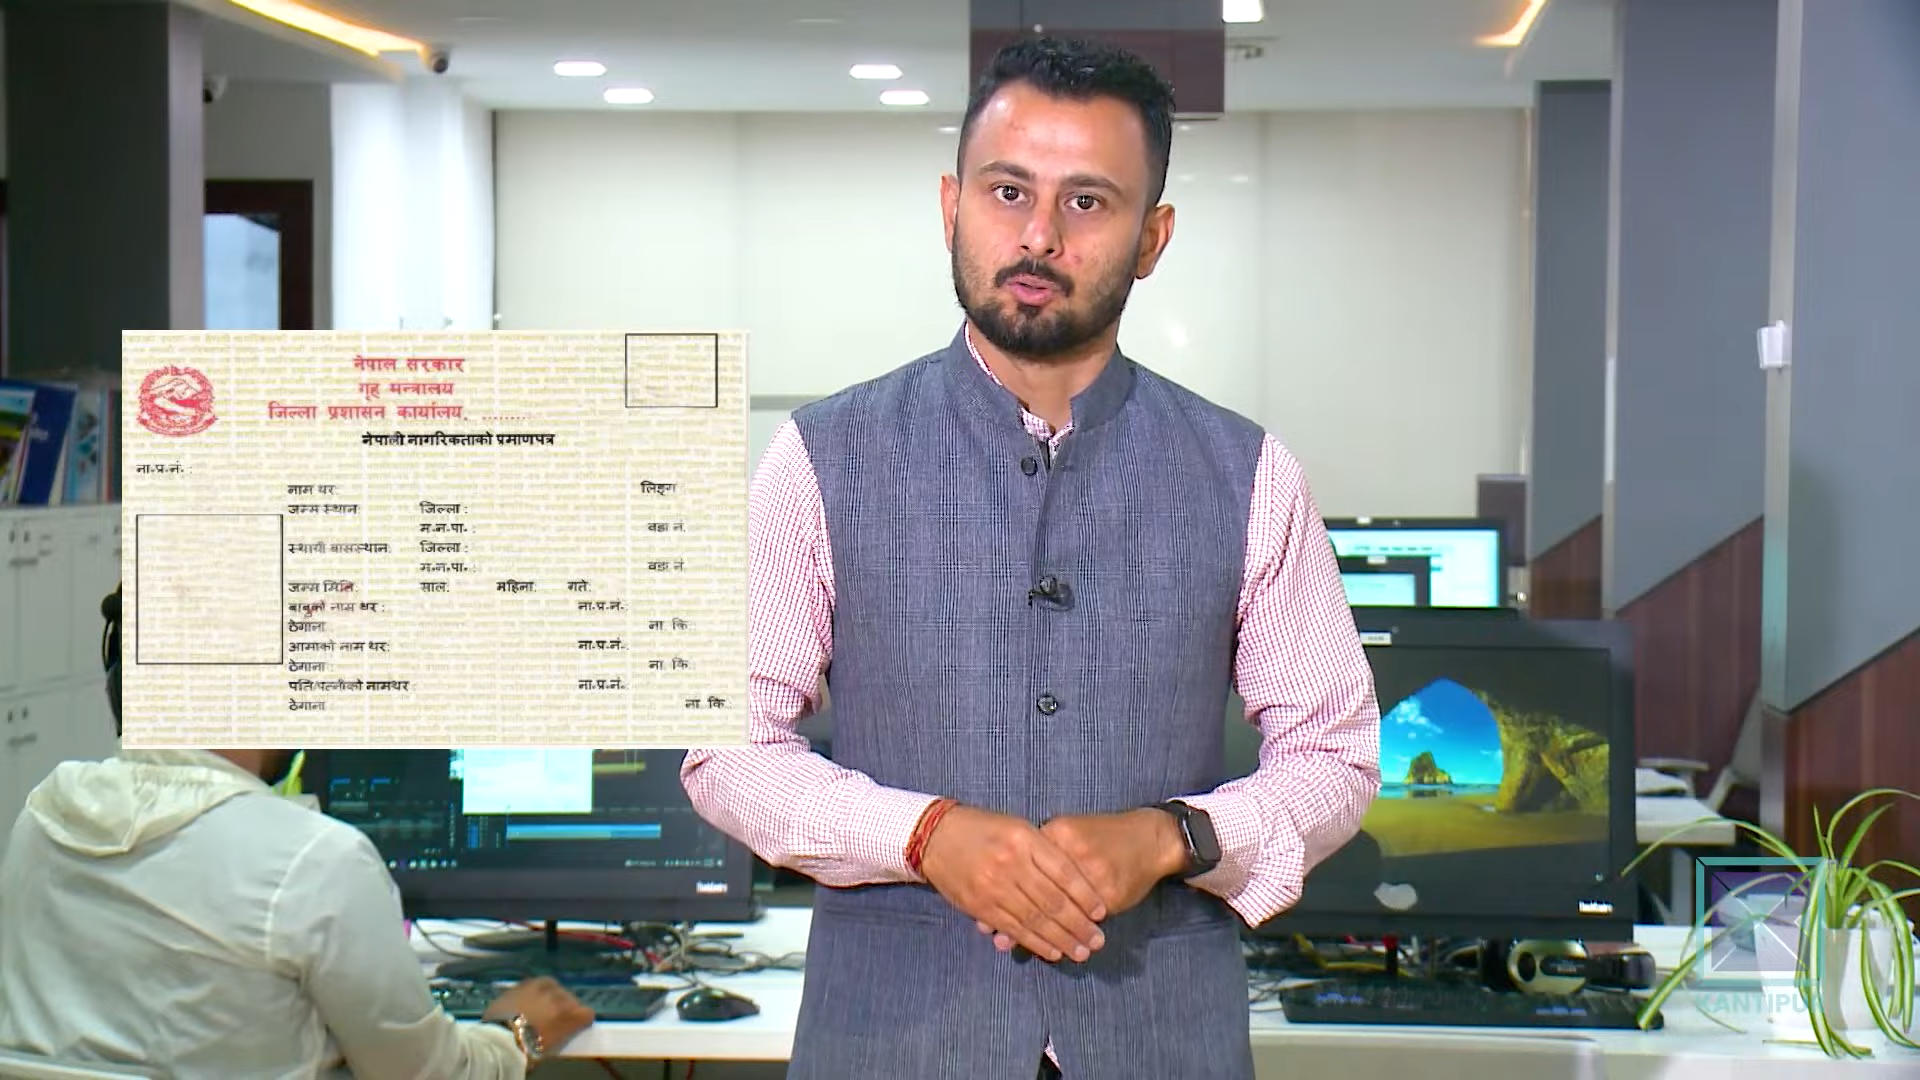 नेपाल सरकार
गृह मन्त्रालय
जिल्ला प्रशासन कार्यालय, .........
नेपाली नागरिकताको प्रमाणपत्र
ना.प्र.नं. :
नाम थर: लिङ्ग
जन्म स्थान: जिल्ला :
म.न.पा. : वडा नं.
स्थायी बासस्थान: जिल्ला :
म.न.पा. : वडा नं.
जन्म मिति: साल: महिना: गते:
बाबुको नाम थर : ना.प्र.नं.:
ठेगाना ना. कि.:
आमाको नाम थर: ना.प्र.नं.:
ठेगाना : ना. कि.
पति/पत्नीको नामथर : ना.प्र.नं.:
ठेगाना ना. कि.:
KANTIPUR